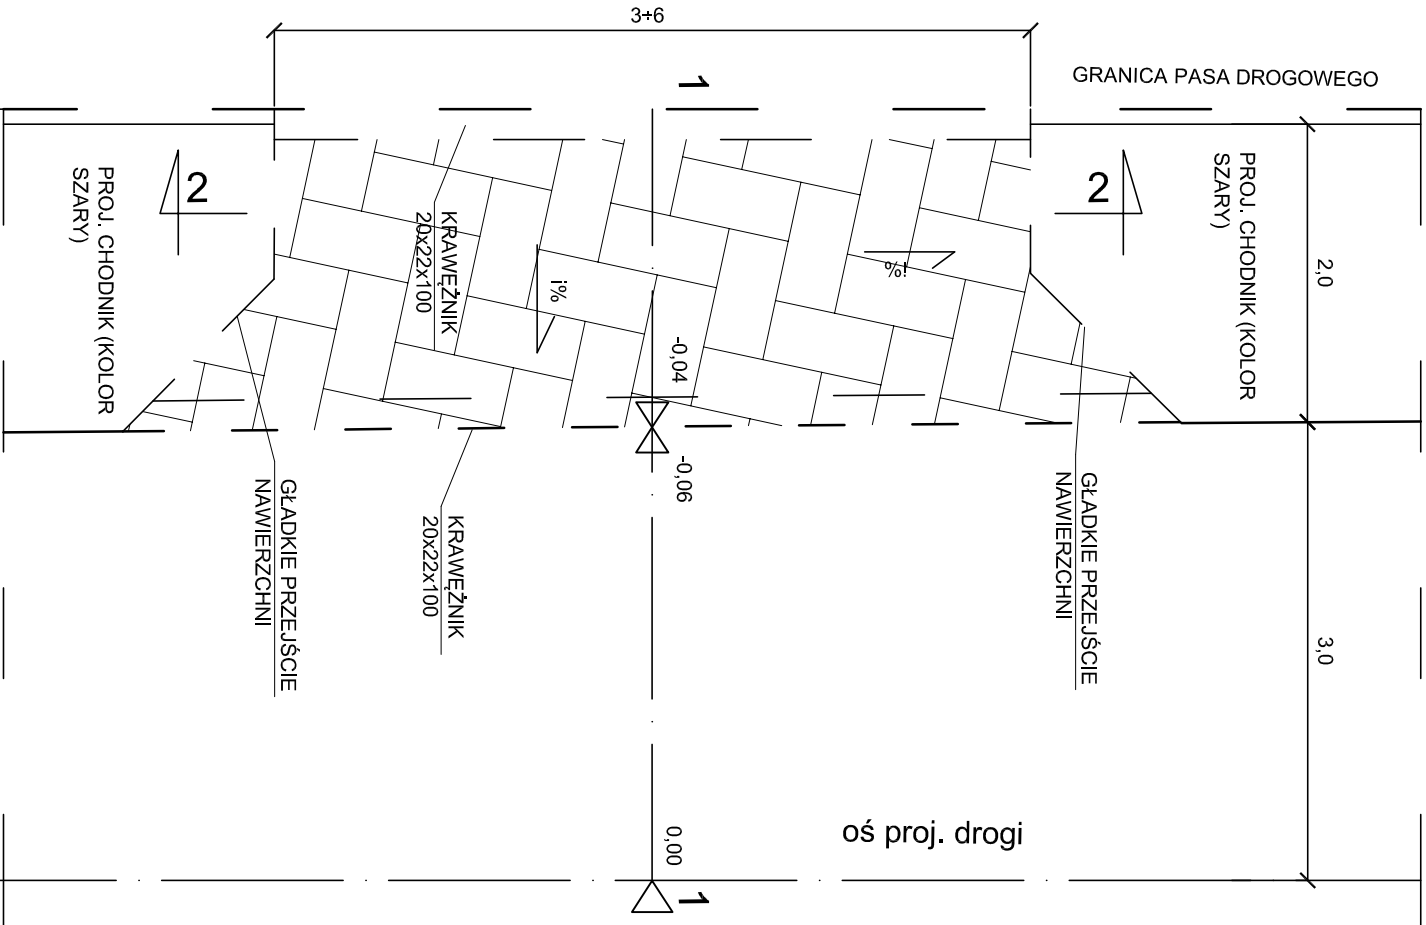 3÷6
GRANICA PASA DROGOWEGO
1
2
2
PROJ. CHODNIK (KOLOR
SZARY)
PROJ. CHODNIK (KOLOR
SZARY)
KRAWĘŻNIK
20x22x100
i%
i%
2,0
-0,04
-0,06
GŁADKIE PRZEJŚCIE
NAWIERZCHNI
KRAWĘŻNIK
20x22x100
GŁADKIE PRZEJŚCIE
NAWIERZCHNI
3,0
0,00
oś proj. drogi
1